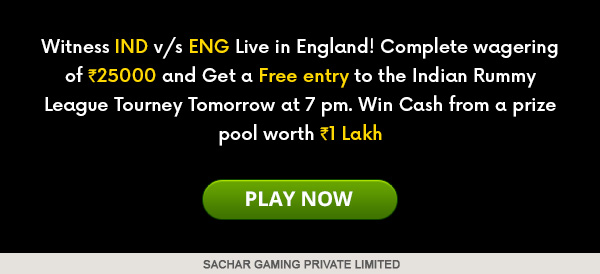 Witness IND v/s ENG Live in England! Complete wagering
of ₹25000 and Get a Free entry to the Indian Rummy
League Tourney Tomorrow at 7 pm. Win Cash from a prize
pool worth ₹1 Lakh
PLAY NOW
SACHAR GAMING PRIVATE LIMITED